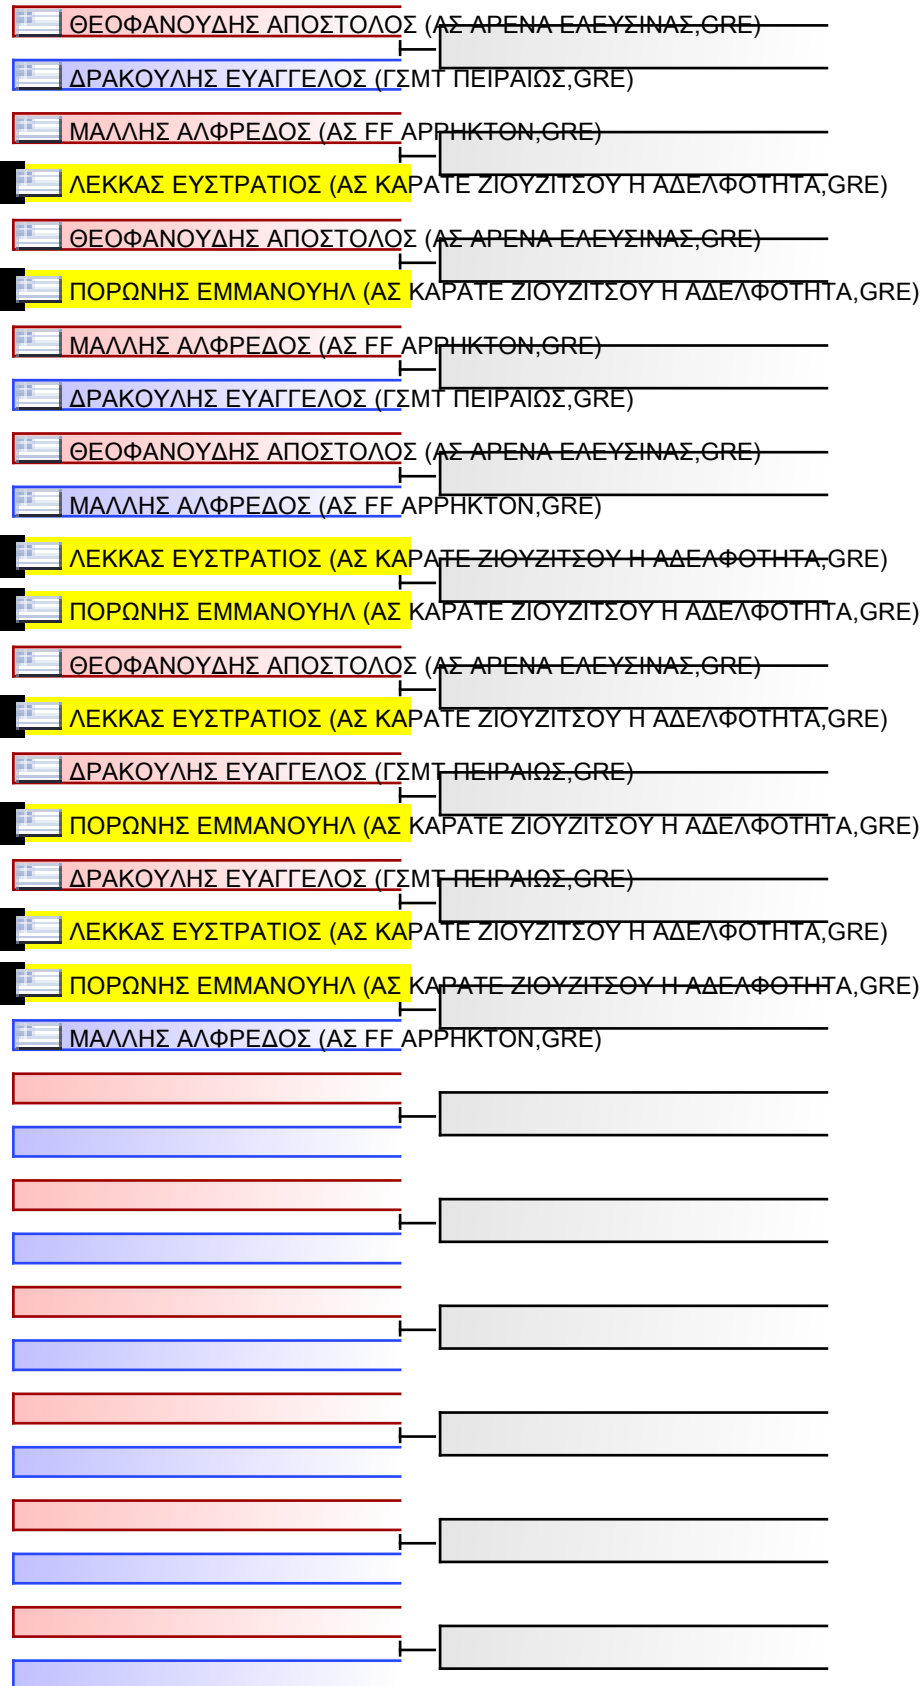 ΘΕΟΦΑΝΟΥΔΗΣ ΑΠΟΣΤΟΛΟΣ (ΑΣ ΑΡΕΝΑ ΕΛΕΥΣΙΝΑΣ,GRE)
ΔΡΑΚΟΥΛΗΣ ΕΥΑΓΓΕΛΟΣ (ΓΣΜΤ ΠΕΙΡΑΙΩΣ,GRE)
ΜΑΛΛΗΣ ΑΛΦΡΕΔΟΣ (ΑΣ FF ΑΡΡΗΚΤΟΝ,GRE)
ΛΕΚΚΑΣ ΕΥΣΤΡΑΤΙΟΣ (ΑΣ ΚΑΡΑΤΕ ΖΙΟΥΖΙΤΣΟΥ Η ΑΔΕΛΦΟΤΗΤΑ,GRE)
ΘΕΟΦΑΝΟΥΔΗΣ ΑΠΟΣΤΟΛΟΣ (ΑΣ ΑΡΕΝΑ ΕΛΕΥΣΙΝΑΣ,GRE)
ΠΟΡΩΝΗΣ ΕΜΜΑΝΟΥΗΛ (ΑΣ ΚΑΡΑΤΕ ΖΙΟΥΖΙΤΣΟΥ Η ΑΔΕΛΦΟΤΗΤΑ,GRE)
ΜΑΛΛΗΣ ΑΛΦΡΕΔΟΣ (ΑΣ FF ΑΡΡΗΚΤΟΝ,GRE)
ΔΡΑΚΟΥΛΗΣ ΕΥΑΓΓΕΛΟΣ (ΓΣΜΤ ΠΕΙΡΑΙΩΣ,GRE)
ΘΕΟΦΑΝΟΥΔΗΣ ΑΠΟΣΤΟΛΟΣ (ΑΣ ΑΡΕΝΑ ΕΛΕΥΣΙΝΑΣ,GRE)
ΜΑΛΛΗΣ ΑΛΦΡΕΔΟΣ (ΑΣ FF ΑΡΡΗΚΤΟΝ,GRE)
ΛΕΚΚΑΣ ΕΥΣΤΡΑΤΙΟΣ (ΑΣ ΚΑΡΑΤΕ ΖΙΟΥΖΙΤΣΟΥ Η ΑΔΕΛΦΟΤΗΤΑ,GRE)
ΠΟΡΩΝΗΣ ΕΜΜΑΝΟΥΗΛ (ΑΣ ΚΑΡΑΤΕ ΖΙΟΥΖΙΤΣΟΥ Η ΑΔΕΛΦΟΤΗΤΑ,GRE)
ΘΕΟΦΑΝΟΥΔΗΣ ΑΠΟΣΤΟΛΟΣ (ΑΣ ΑΡΕΝΑ ΕΛΕΥΣΙΝΑΣ,GRE)
ΛΕΚΚΑΣ ΕΥΣΤΡΑΤΙΟΣ (ΑΣ ΚΑΡΑΤΕ ΖΙΟΥΖΙΤΣΟΥ Η ΑΔΕΛΦΟΤΗΤΑ,GRE)
ΔΡΑΚΟΥΛΗΣ ΕΥΑΓΓΕΛΟΣ (ΓΣΜΤ ΠΕΙΡΑΙΩΣ,GRE)
ΠΟΡΩΝΗΣ ΕΜΜΑΝΟΥΗΛ (ΑΣ ΚΑΡΑΤΕ ΖΙΟΥΖΙΤΣΟΥ Η ΑΔΕΛΦΟΤΗΤΑ,GRE)
ΔΡΑΚΟΥΛΗΣ ΕΥΑΓΓΕΛΟΣ (ΓΣΜΤ ΠΕΙΡΑΙΩΣ,GRE)
ΛΕΚΚΑΣ ΕΥΣΤΡΑΤΙΟΣ (ΑΣ ΚΑΡΑΤΕ ΖΙΟΥΖΙΤΣΟΥ Η ΑΔΕΛΦΟΤΗΤΑ,GRE)
ΠΟΡΩΝΗΣ ΕΜΜΑΝΟΥΗΛ (ΑΣ ΚΑΡΑΤΕ ΖΙΟΥΖΙΤΣΟΥ Η ΑΔΕΛΦΟΤΗΤΑ,GRE)
ΜΑΛΛΗΣ ΑΛΦΡΕΔΟΣ (ΑΣ FF ΑΡΡΗΚΤΟΝ,GRE)